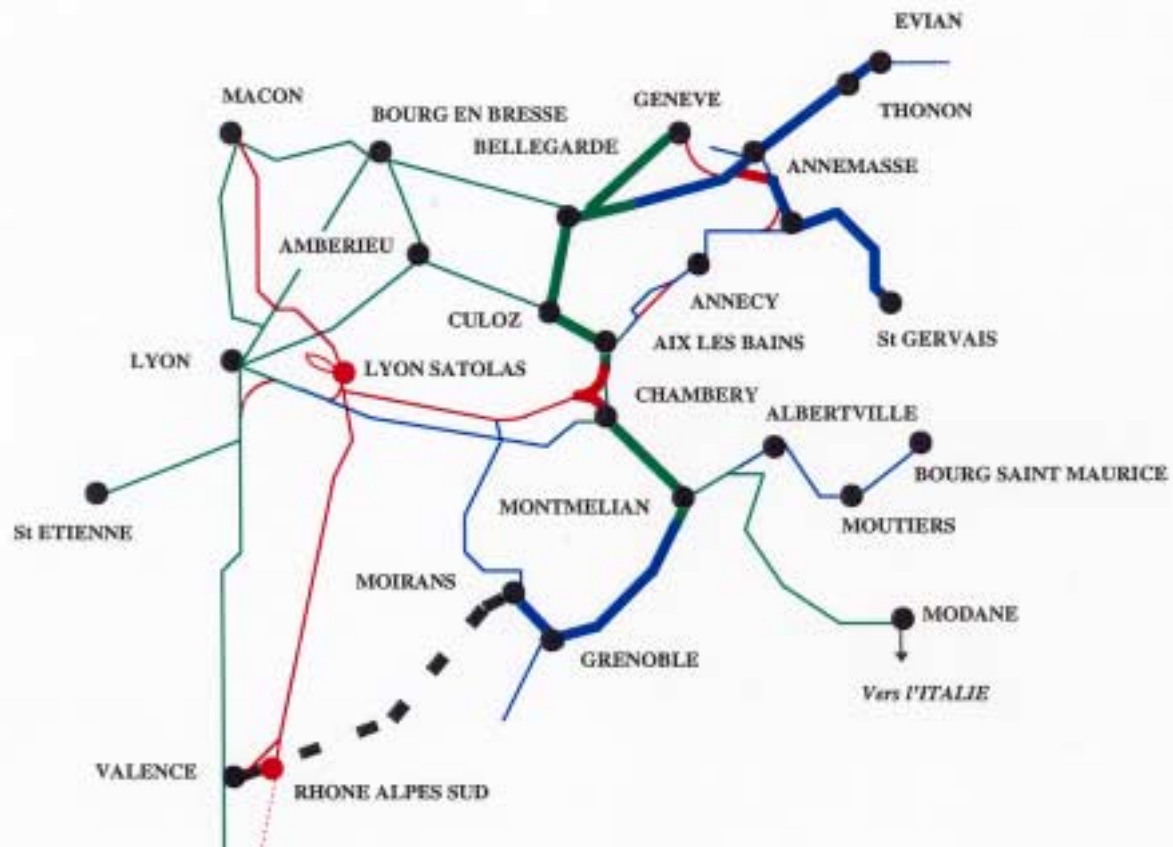 EVIAN
MACON
GENEVE
THONON
BOURG EN BRESSE
BELLEGARDE
ANNEMASSE
AMBERIEU
ANNECY
CULOZ
AIX LES BAINS
St GERVAIS
LYON
LYON SATOLAS
CHAMBERY
ALBERTVILLE
BOURG SAINT MAURICE
MONTMELIAN
MOUTIERS
St ETIENNE
MOIRANS
MODANE
GRENOBLE
Vers l'ITALIE
VALENCE
RHONE ALPES SUD